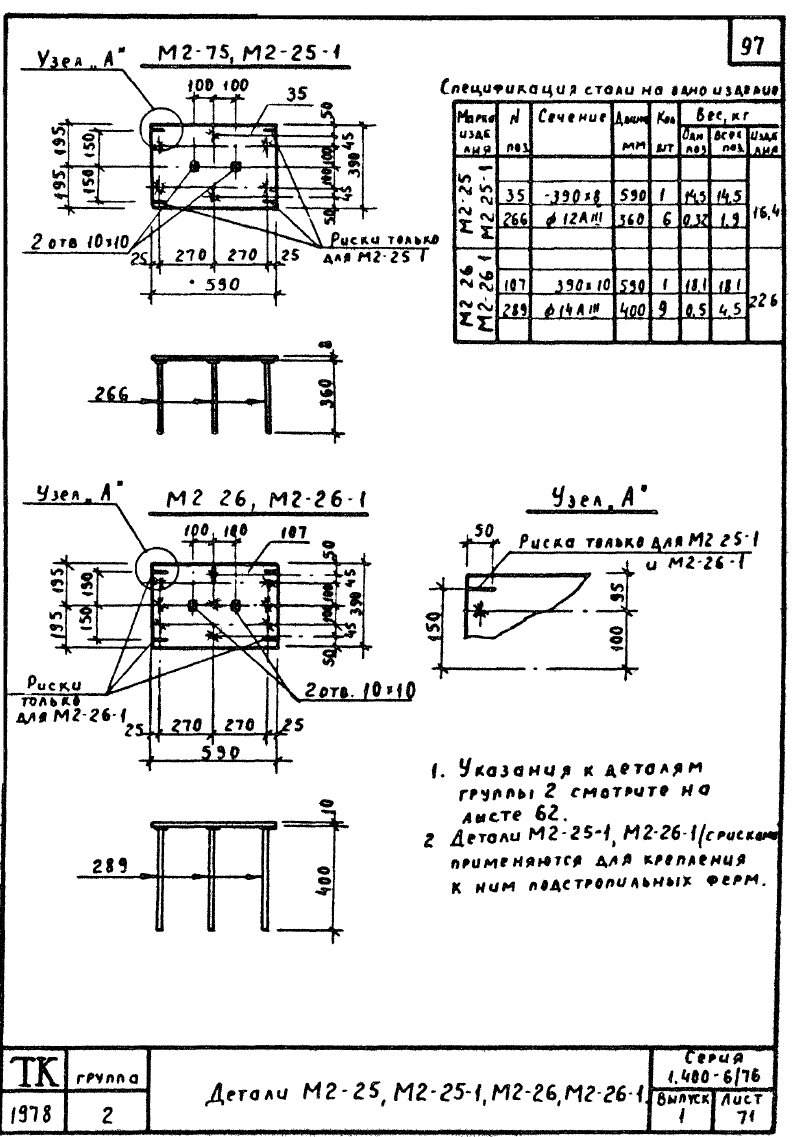 97
Узел „А"
М2-75, М2-25-1
100 100
35
50
195 195
150 150
45
100
100
390
45
50
2 отв 10×10
Риски только
для М2-25 1
25 270 270 25
590
8
266
360
Спецификация стали на одно изделие
Марка изделия
N поз
Сечение
Длина мм
Кол шт
Вес, кг
Одн поз
Всех поз
Изделия
М2-25 М2 25-1
35 -390×8 590 1 14,5 14,5
266 ф 12АIII 360 6 0,32 1,9
16,4
М2 26 М2-26 1
107 390×10 590 1 18,1 18,1
289 ф 14АIII 400 9 0,5 4,5
22 6
Узел „А"
М2 26, М2-26-1
100 100
107
50
195 195
150 150
45
100
100
390
45
50
Риски
только
для М2-26-1
2 отв. 10×10
25 270 270 25
590
10
289
400
Узел „А"
50
Риска только для М2 25-1
и М2-26-1
150
95
100
1. Указания к деталям
группы 2 смотрите на
лысте 62.
2 Детали М2-25-1, М2-26-1/с рисками
применяются для крепления
к ним подстропильных ферм.
ТК
группа
1978
2
Детали М2-25, М2-25-1, М2-26, М2-26-1.
Серия
1.400-6/76
Выпуск
1
Лист
71